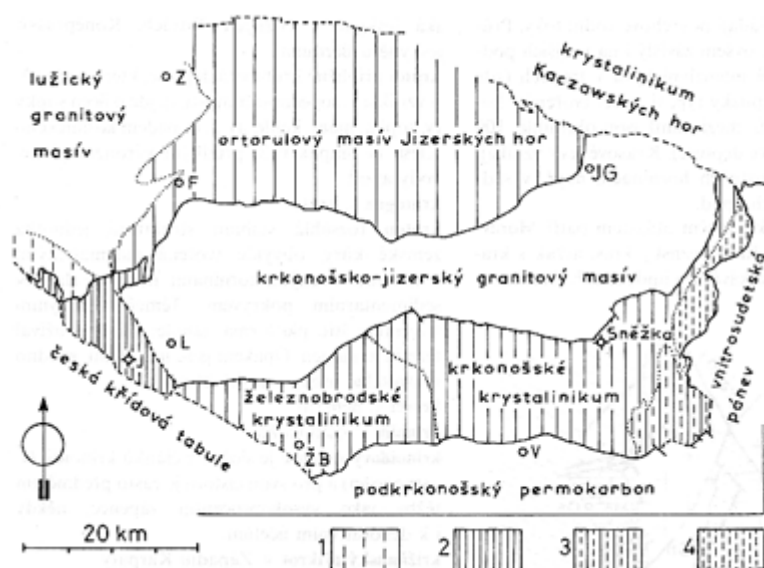 lužický
granitový
masív
Z
krystalinikum
Kaczawských hor
ortorulový masív Jizerských hor
F
JG
krkonošsko-jizerský granitový masív
vnitrosudetská
pánev
L
česká křídová tabule
Sněžka
železnobrodské
krystalinikum
krkonošské
krystalinikum
ŽB
V
podkrkonošský permokarbon
20 km
1
2
3
4